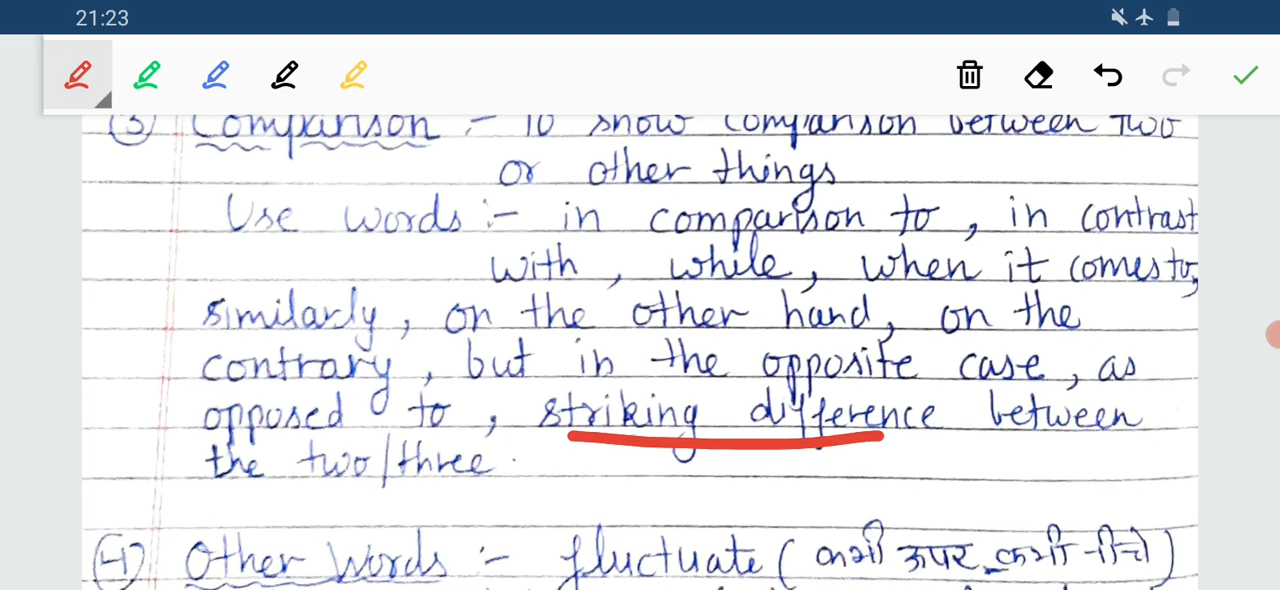 21:23
(3) Comparison :- To show comparison between two
or other things
Use words :- in comparison to, in contrast
with, while, when it comes to,
similarly, on the other hand, on the
contrary, but in the opposite case, as
opposed to, striking difference between
the two/three.
(4) Other Words :- fluctuate (कभी ऊपर कभी नीचे)